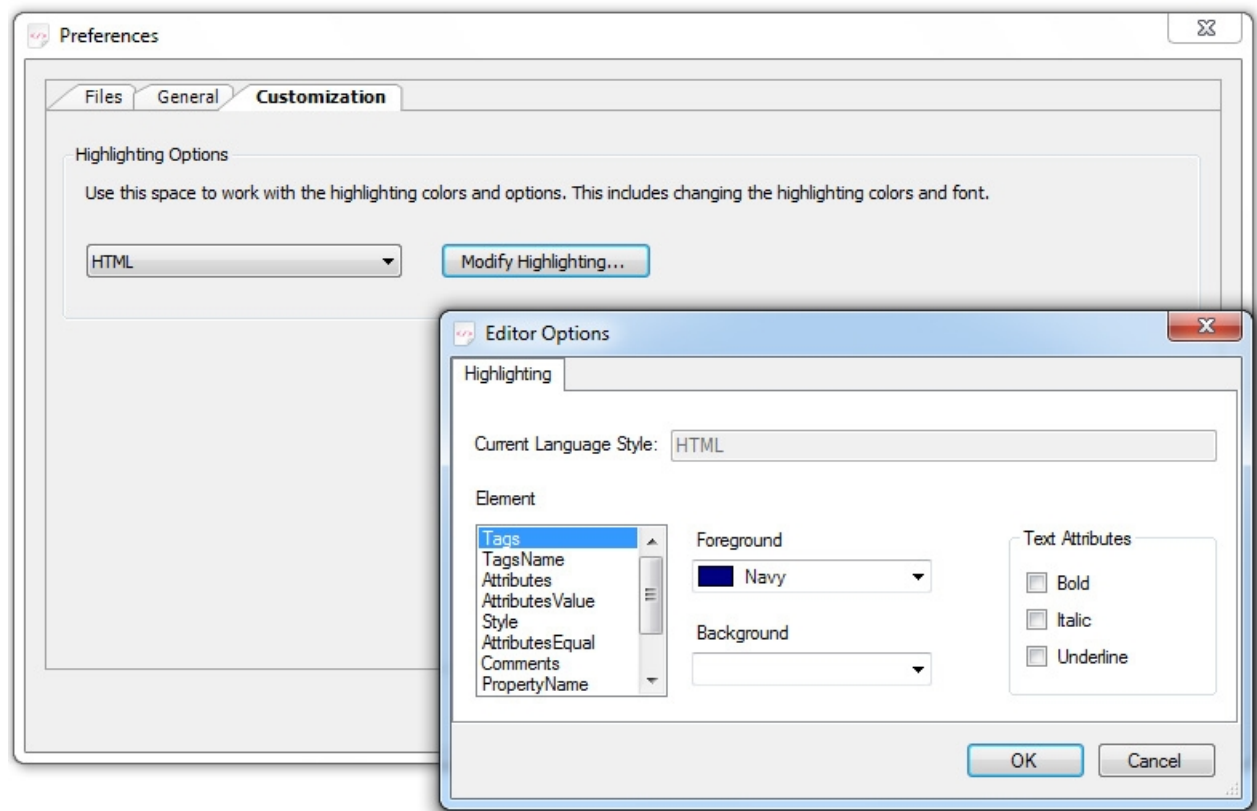 Preferences
Files General Customization
Highlighting Options
Use this space to work with the highlighting colors and options. This includes changing the highlighting colors and font.
HTML
Modify Highlighting...
Editor Options
Highlighting
Current Language Style: HTML
Element
Tags
TagsName
Attributes
AttributesValue
Style
AttributesEqual
Comments
PropertyName
Foreground
Navy
Background
Text Attributes
Bold
Italic
Underline
OK Cancel